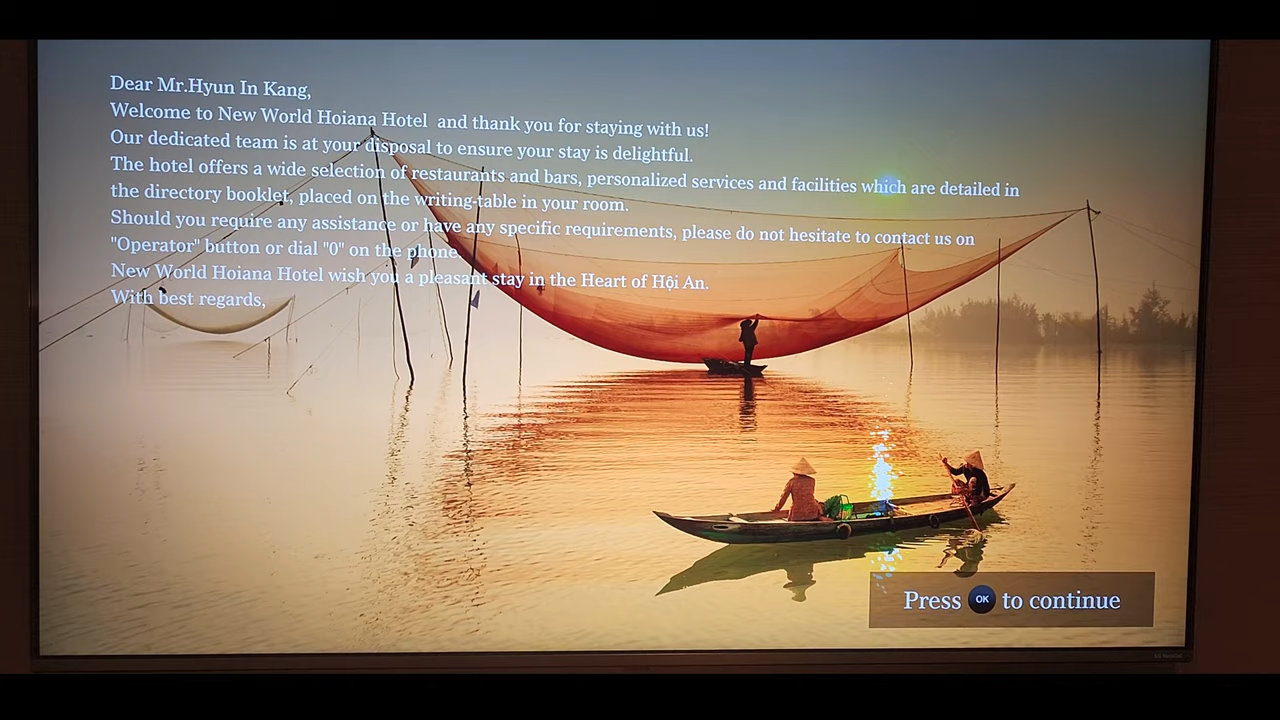 Dear Mr.Hyun In Kang,
Welcome to New World Hoiana Hotel  and thank you for staying with us!
Our dedicated team is at your disposal to ensure your stay is delightful.
The hotel offers a wide selection of restaurants and bars, personalized services and facilities which are detailed in
the directory booklet, placed on the writing-table in your room.
Should you require any assistance or have any specific requirements, please do not hesitate to contact us on
"Operator" button or dial "0" on the phone.
New World Hoiana Hotel wish you a pleasant stay in the Heart of Hội An.
With best regards,
Press OK to continue